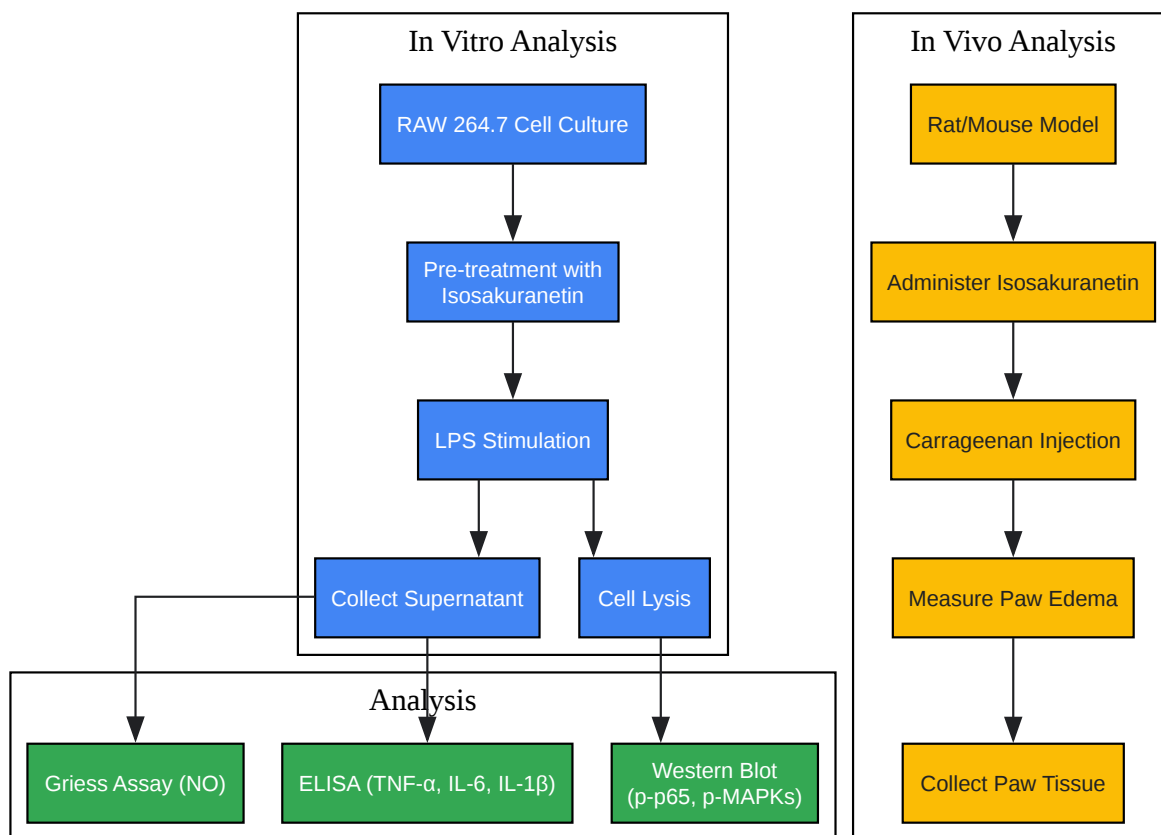 In Vitro Analysis
RAW 264.7 Cell Culture
Pre-treatment with
Isosakuranetin
LPS Stimulation
Collect Supernatant
Cell Lysis
Analysis
Griess Assay (NO)
ELISA (TNF-α, IL-6, IL-1β)
Western Blot
(p-p65, p-MAPKs)
In Vivo Analysis
Rat/Mouse Model
Administer Isosakuranetin
Carrageenan Injection
Measure Paw Edema
Collect Paw Tissue